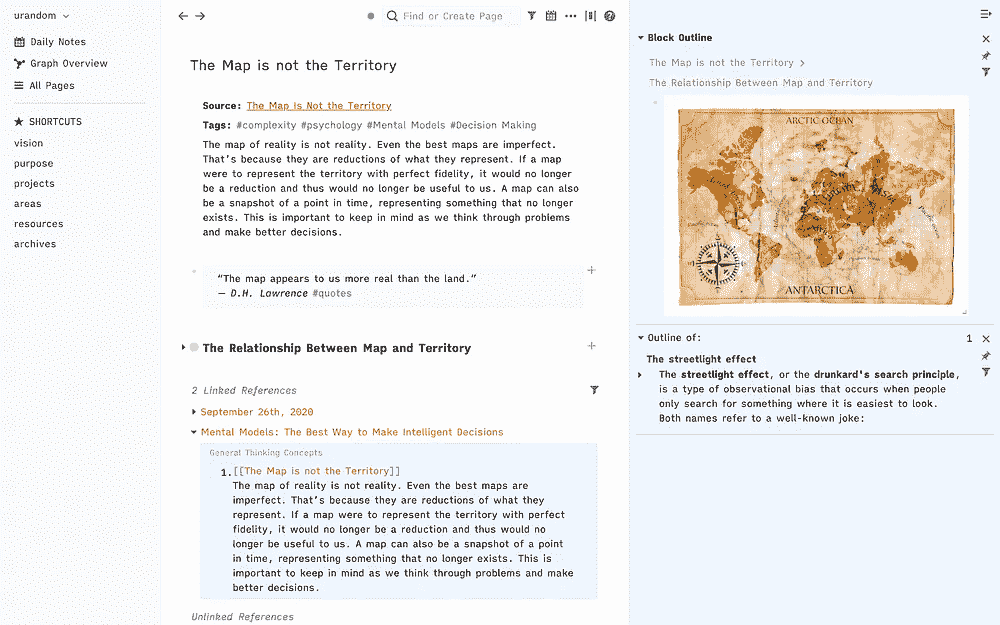 urandom
Daily Notes
Graph Overview
All Pages
SHORTCUTS
vision
purpose
projects
areas
resources
archives
Find or Create Page
The Map is not the Territory
Source: The Map is Not the Territory
Tags: #complexity #psychology #Mental Models #Decision Making
The map of reality is not reality. Even the best maps are imperfect.
That's because they are reductions of what they represent. If a map
were to represent the territory with perfect fidelity, it would no longer
be a reduction and thus would no longer be useful to us. A map can also
be a snapshot of a point in time, representing something that no longer
exists. This is important to keep in mind as we think through problems
and make better decisions.
“The map appears to us more real than the land.”
— D.H. Lawrence #quotes
The Relationship Between Map and Territory
2 Linked References
September 26th, 2020
Mental Models: The Best Way to Make Intelligent Decisions
General Thinking Concepts
1.[[The Map is not the Territory]]
The map of reality is not reality. Even the best maps are
imperfect. That's because they are reductions of what they
represent. If a map were to represent the territory with perfect
fidelity, it would no longer be a reduction and thus would no
longer be useful to us. A map can also be a snapshot of a point
in time, representing something that no longer exists. This is
important to keep in mind as we think through problems and make
better decisions.
Unlinked References
Block Outline
The Map is not the Territory
The Relationship Between Map and Territory
ARCTIC OCEAN
ANTARCTICA
Outline of:
1
The streetlight effect
The streetlight effect, or the drunkard's search principle,
is a type of observational bias that occurs when people
only search for something where it is easiest to look.
Both names refer to a well-known joke: